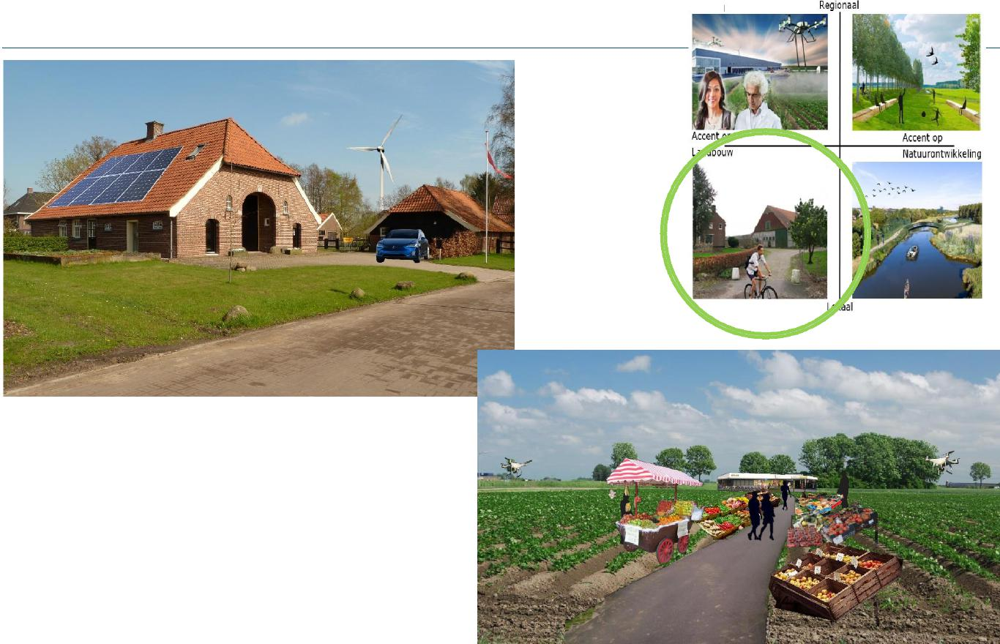 Regionaal
Accent op
Landbouw
Accent op
Natuurontwikkeling
Lokaal